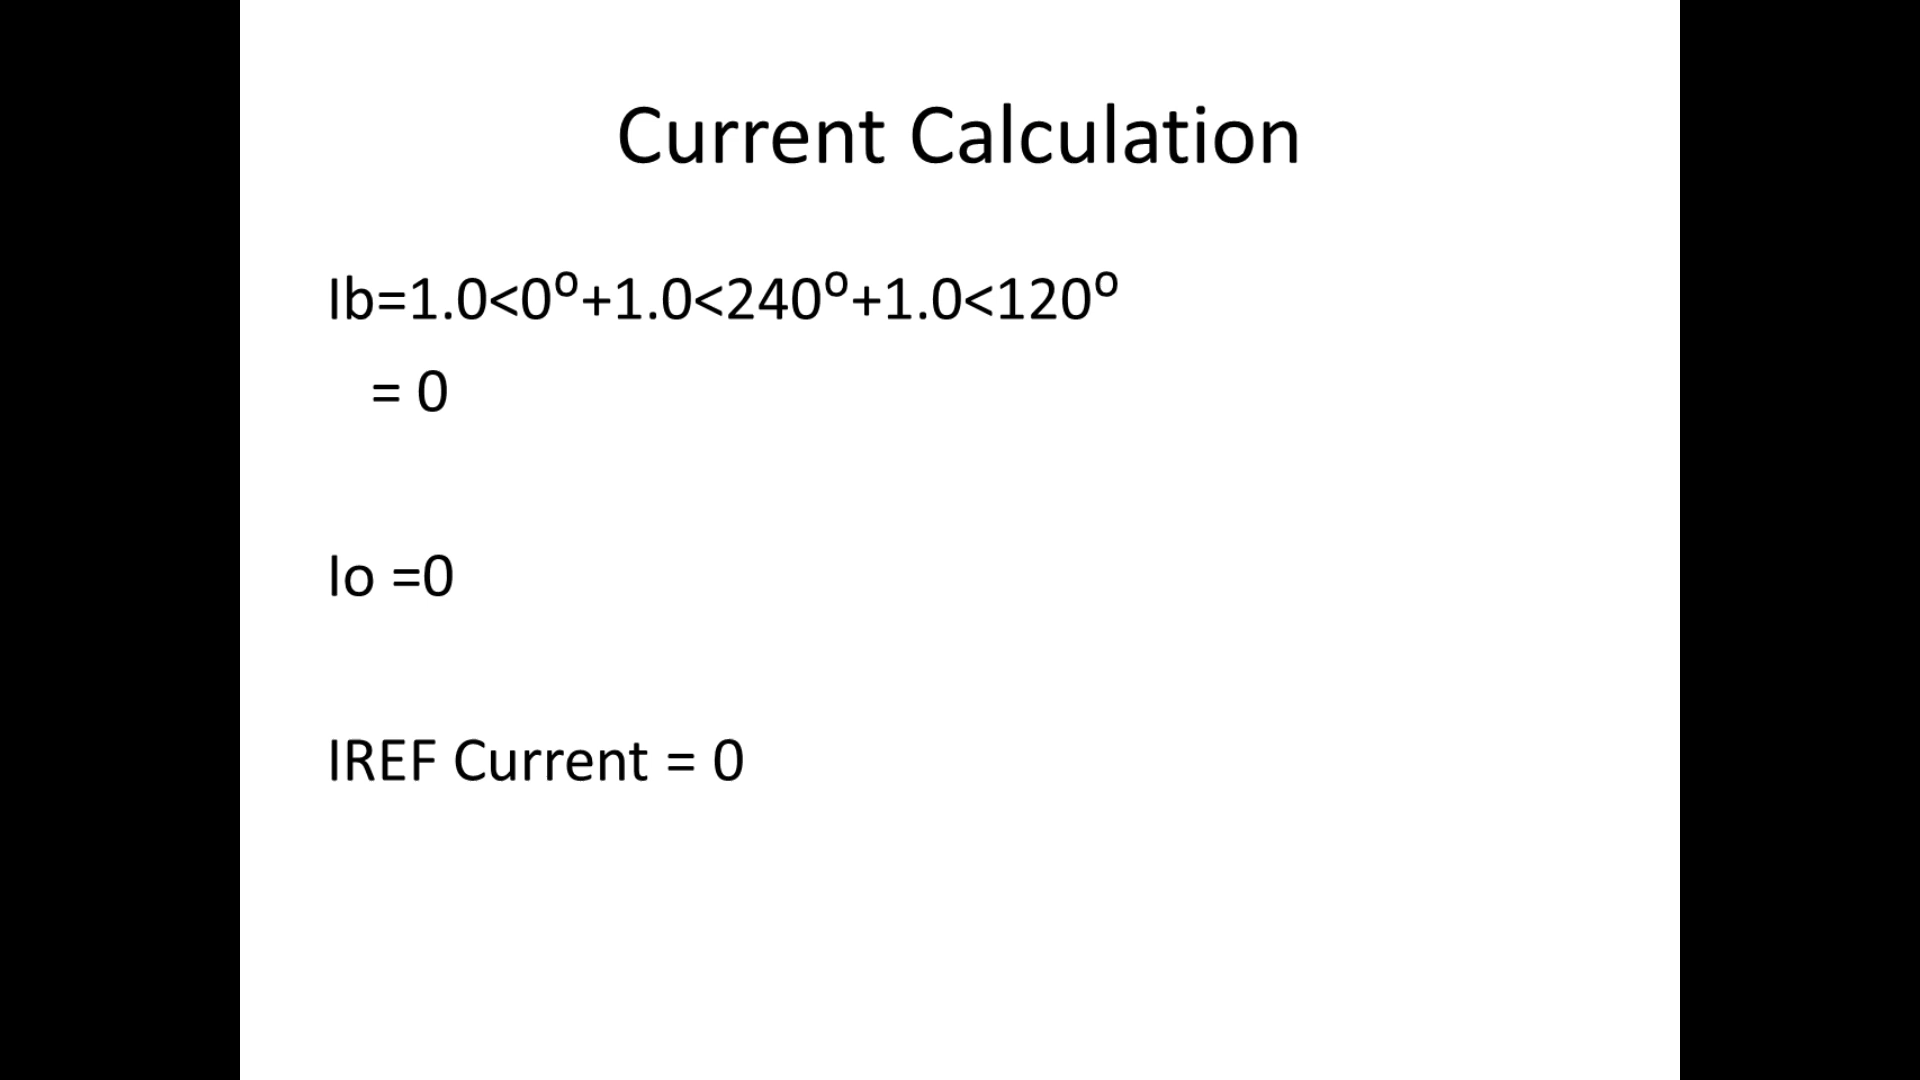 Current Calculation
Ib=1.0<0º+1.0<240º+1.0<120º
= 0
Io =0
IREF Current = 0